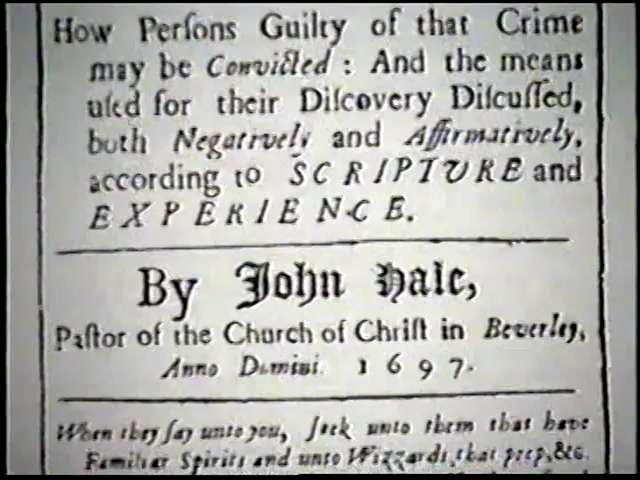 How Perſons Guilty of that Crime
may be Convicted : And the means
uſed for their Diſcovery Diſcuſſed,
both Negatively and Affirmatively,
according to SCRIPTURE and
EXPERIENCE.
By John Hale,
Paſtor of the Church of Chriſt in Beverley,
Anno Domini. 1697.
When they ſay unto you, ſeek unto them that have
Familiar Spirits and unto Wizzards, that peep, &c.